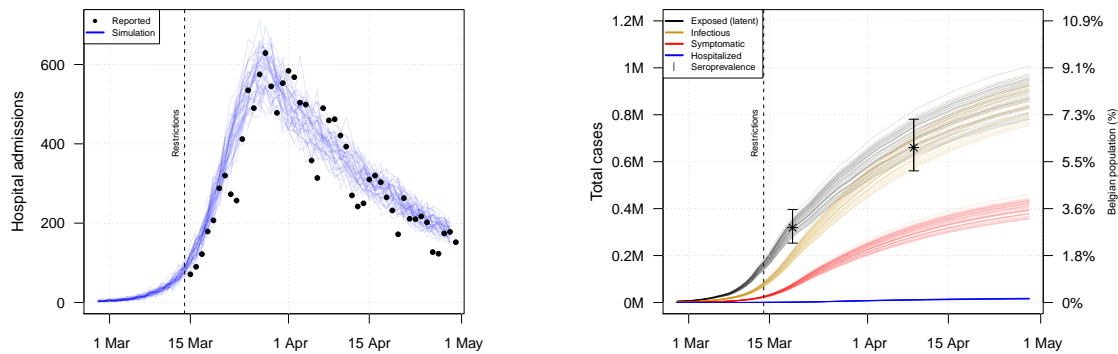 Reported
Simulation
Hospital admissions
600
400
200
0
Restrictions
1 Mar
15 Mar
1 Apr
15 Apr
1 May
Exposed (latent)
Infectious
Symptomatic
Hospitalized
Seroprevalence
Total cases
1.2M
1M
0.8M
0.6M
0.4M
0.2M
0M
Restrictions
10.9%
9.1%
7.3%
5.5%
3.6%
1.8%
0%
Belgian population (%)
1 Mar
15 Mar
1 Apr
15 Apr
1 May